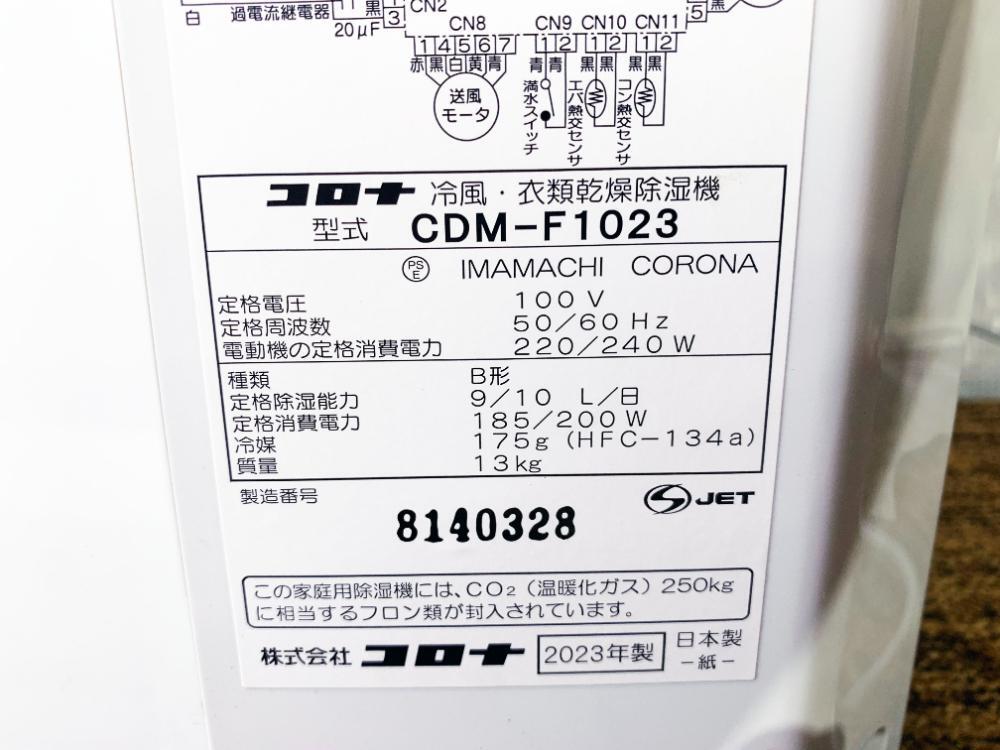 白 過電流継電器 11 黒 3 CN2
20μF
5 黒
CN8 CN9 CN10 CN11
1 4 5 6 7 1 2 1 2 1 2
赤 黒 白 黄 青 青 青 黒 黒 黒 黒
送風
モータ
満水スイッチ
エバ熱交センサ
コン熱交センサ
コロナ 冷風・衣類乾燥除湿機
型式 CDM-F1023
PS
E IMAMACHI CORONA
定格電圧 100V
定格周波数 50/60Hz
電動機の定格消費電力 220/240W
種類 B形
定格除湿能力 9/10 L/日
定格消費電力 185/200W
冷媒 175g(HFC-134a)
質量 13kg
製造番号 S JET
8140328
この家庭用除湿機には、CO2(温暖化ガス)250kg
に相当するフロン類が封入されています。
株式会社 コロナ 2023年製 日本製
-紙-